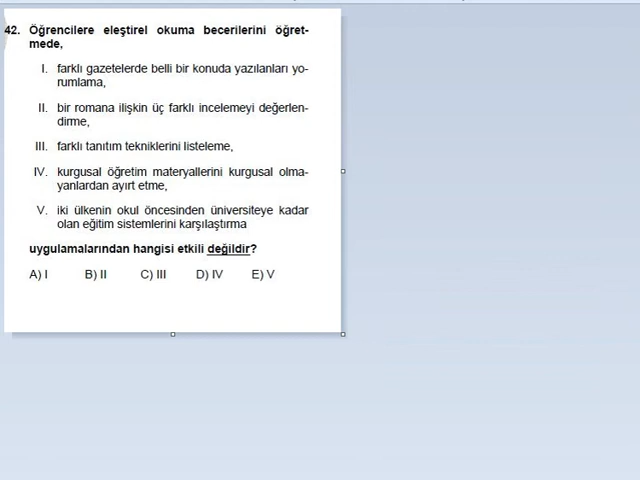 42. Öğrencilere eleştirel okuma becerilerini öğret-
mede,
I. farklı gazetelerde belli bir konuda yazılanları yo-
rumlama,
II. bir romana ilişkin üç farklı incelemeyi değerlen-
dirme,
III. farklı tanıtım tekniklerini listeleme,
IV. kurgusal öğretim materyallerini kurgusal olma-
yanlardan ayırt etme,
V. iki ülkenin okul öncesinden üniversiteye kadar
olan eğitim sistemlerini karşılaştırma
uygulamalarından hangisi etkili değildir?
A) I B) II C) III D) IV E) V